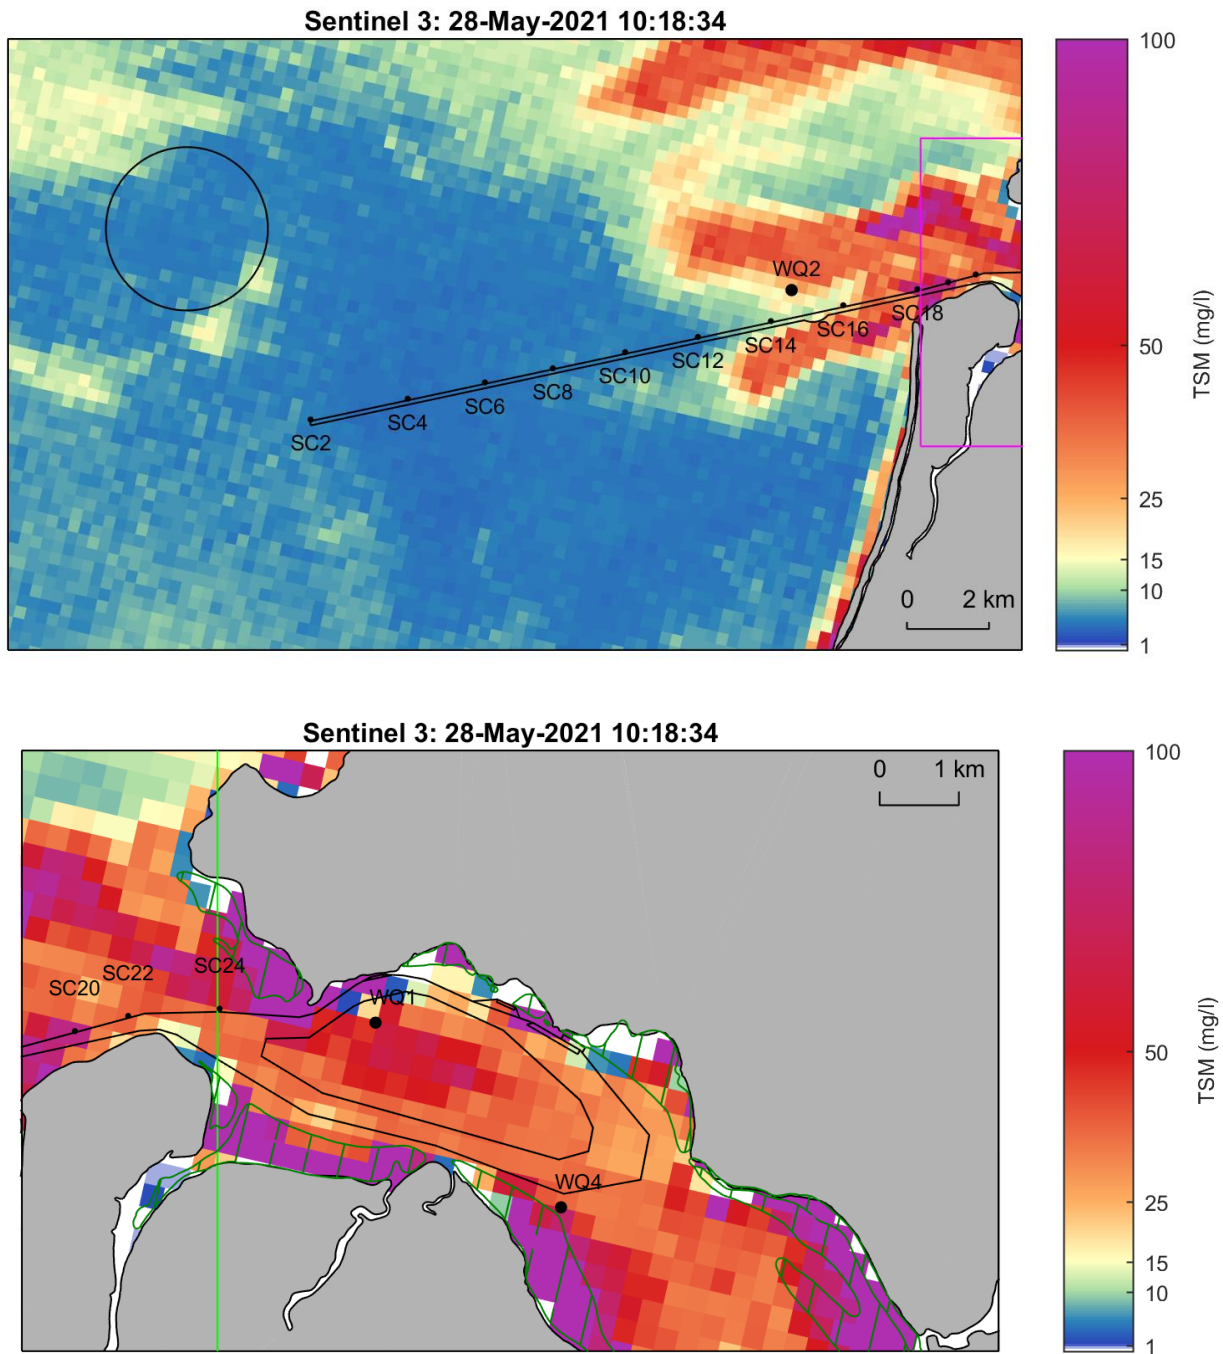 Sentinel 3: 28-May-2021 10:18:34
100
WQ2
SC18
SC16
SC14
SC12
SC10
SC8
SC6
SC4
SC2
50
TSM (mg/l)
25
15
10
1
0 2 km
Sentinel 3: 28-May-2021 10:18:34
0 1 km
100
SC24
SC22
SC20
WQ1
50
TSM (mg/l)
WQ4
25
15
10
1